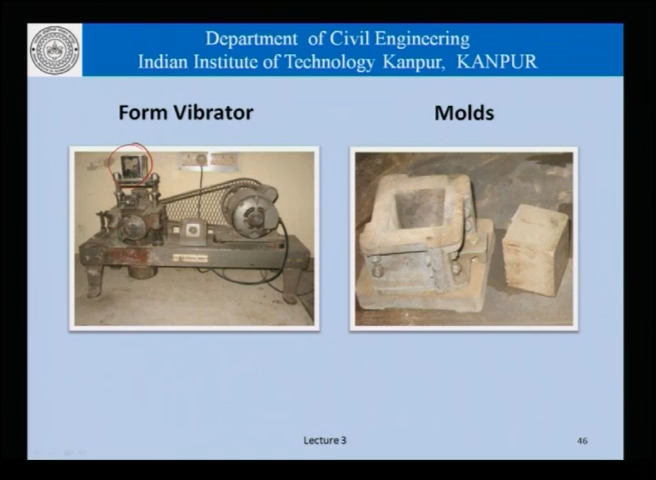 Department of Civil Engineering
Indian Institute of Technology Kanpur, KANPUR
Form Vibrator
Molds
Lecture 3
46